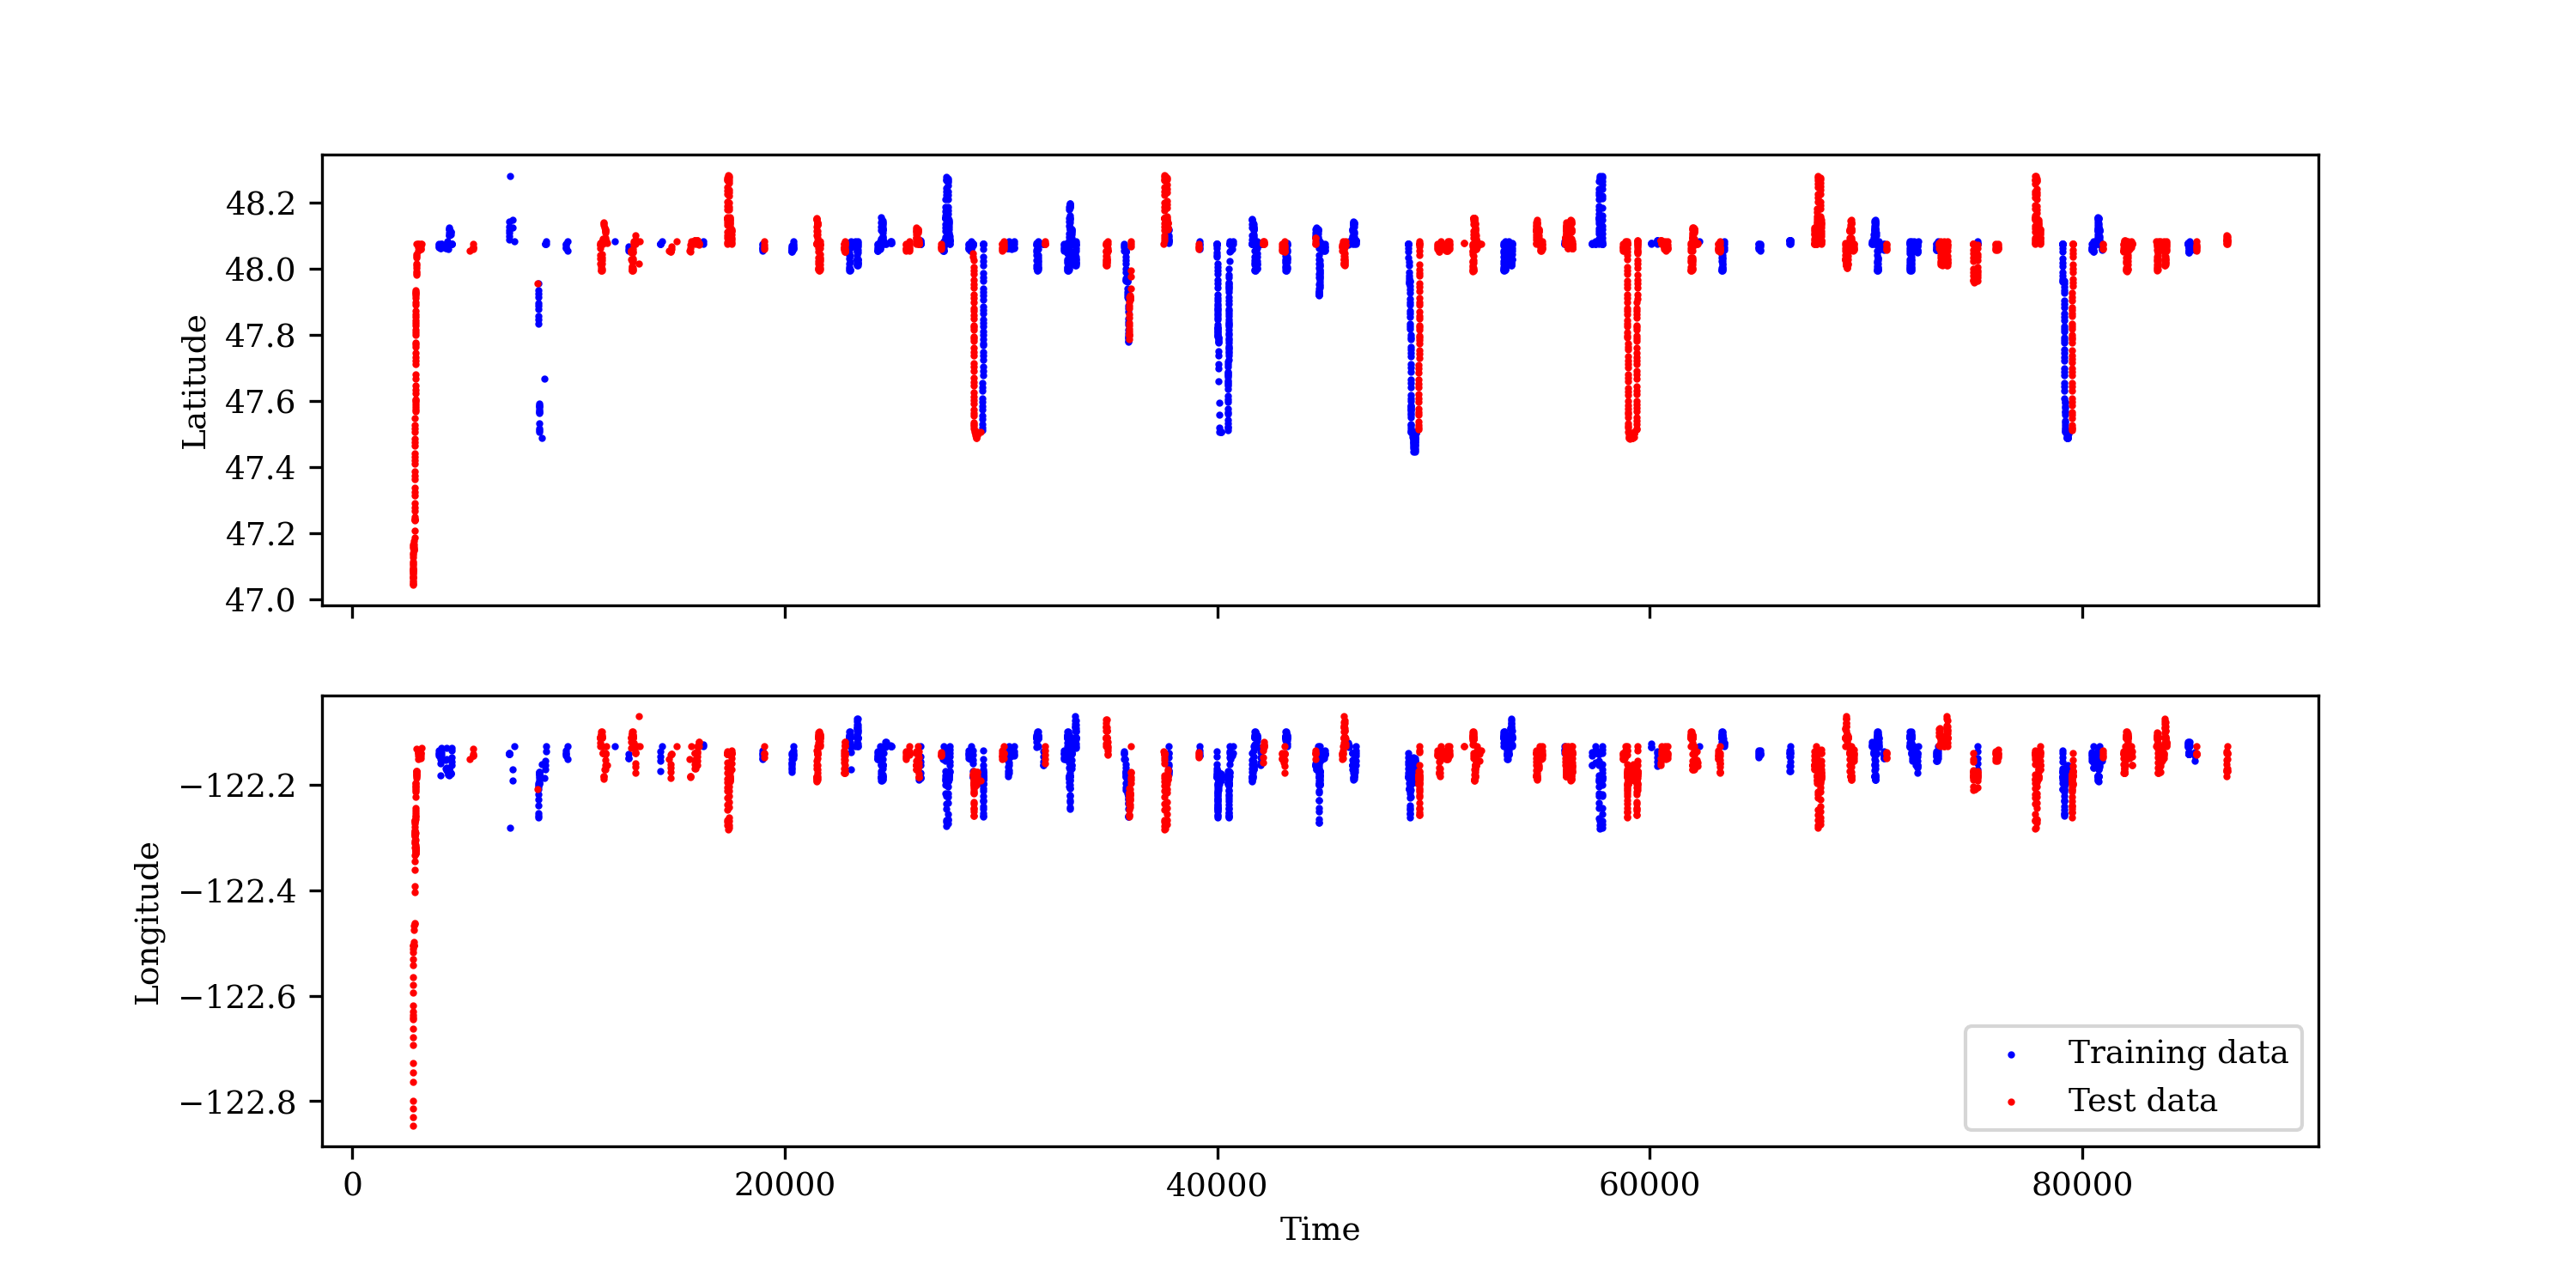 48.2
48.0
47.8
47.6
47.4
47.2
47.0
Latitude
−122.2
−122.4
−122.6
−122.8
Longitude
Training data
Test data
0 20000 40000 60000 80000
Time